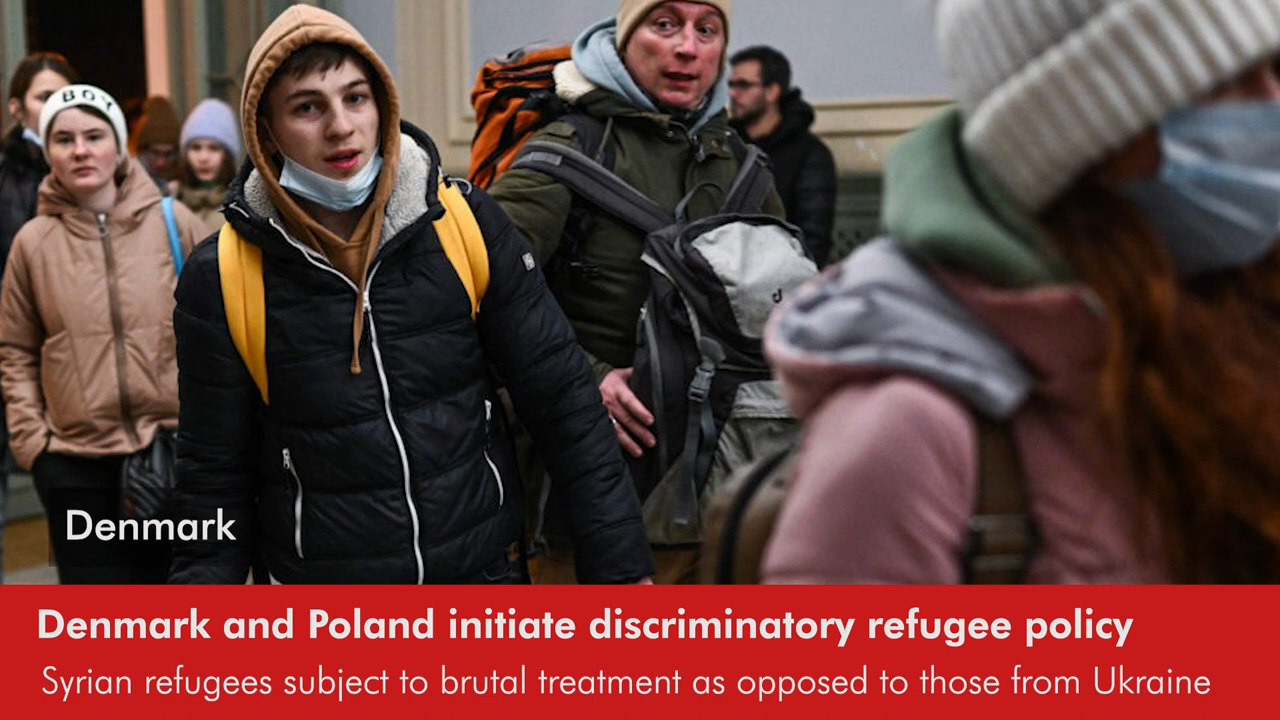 BOY
Denmark
Denmark and Poland initiate discriminatory refugee policy
Syrian refugees subject to brutal treatment as opposed to those from Ukraine